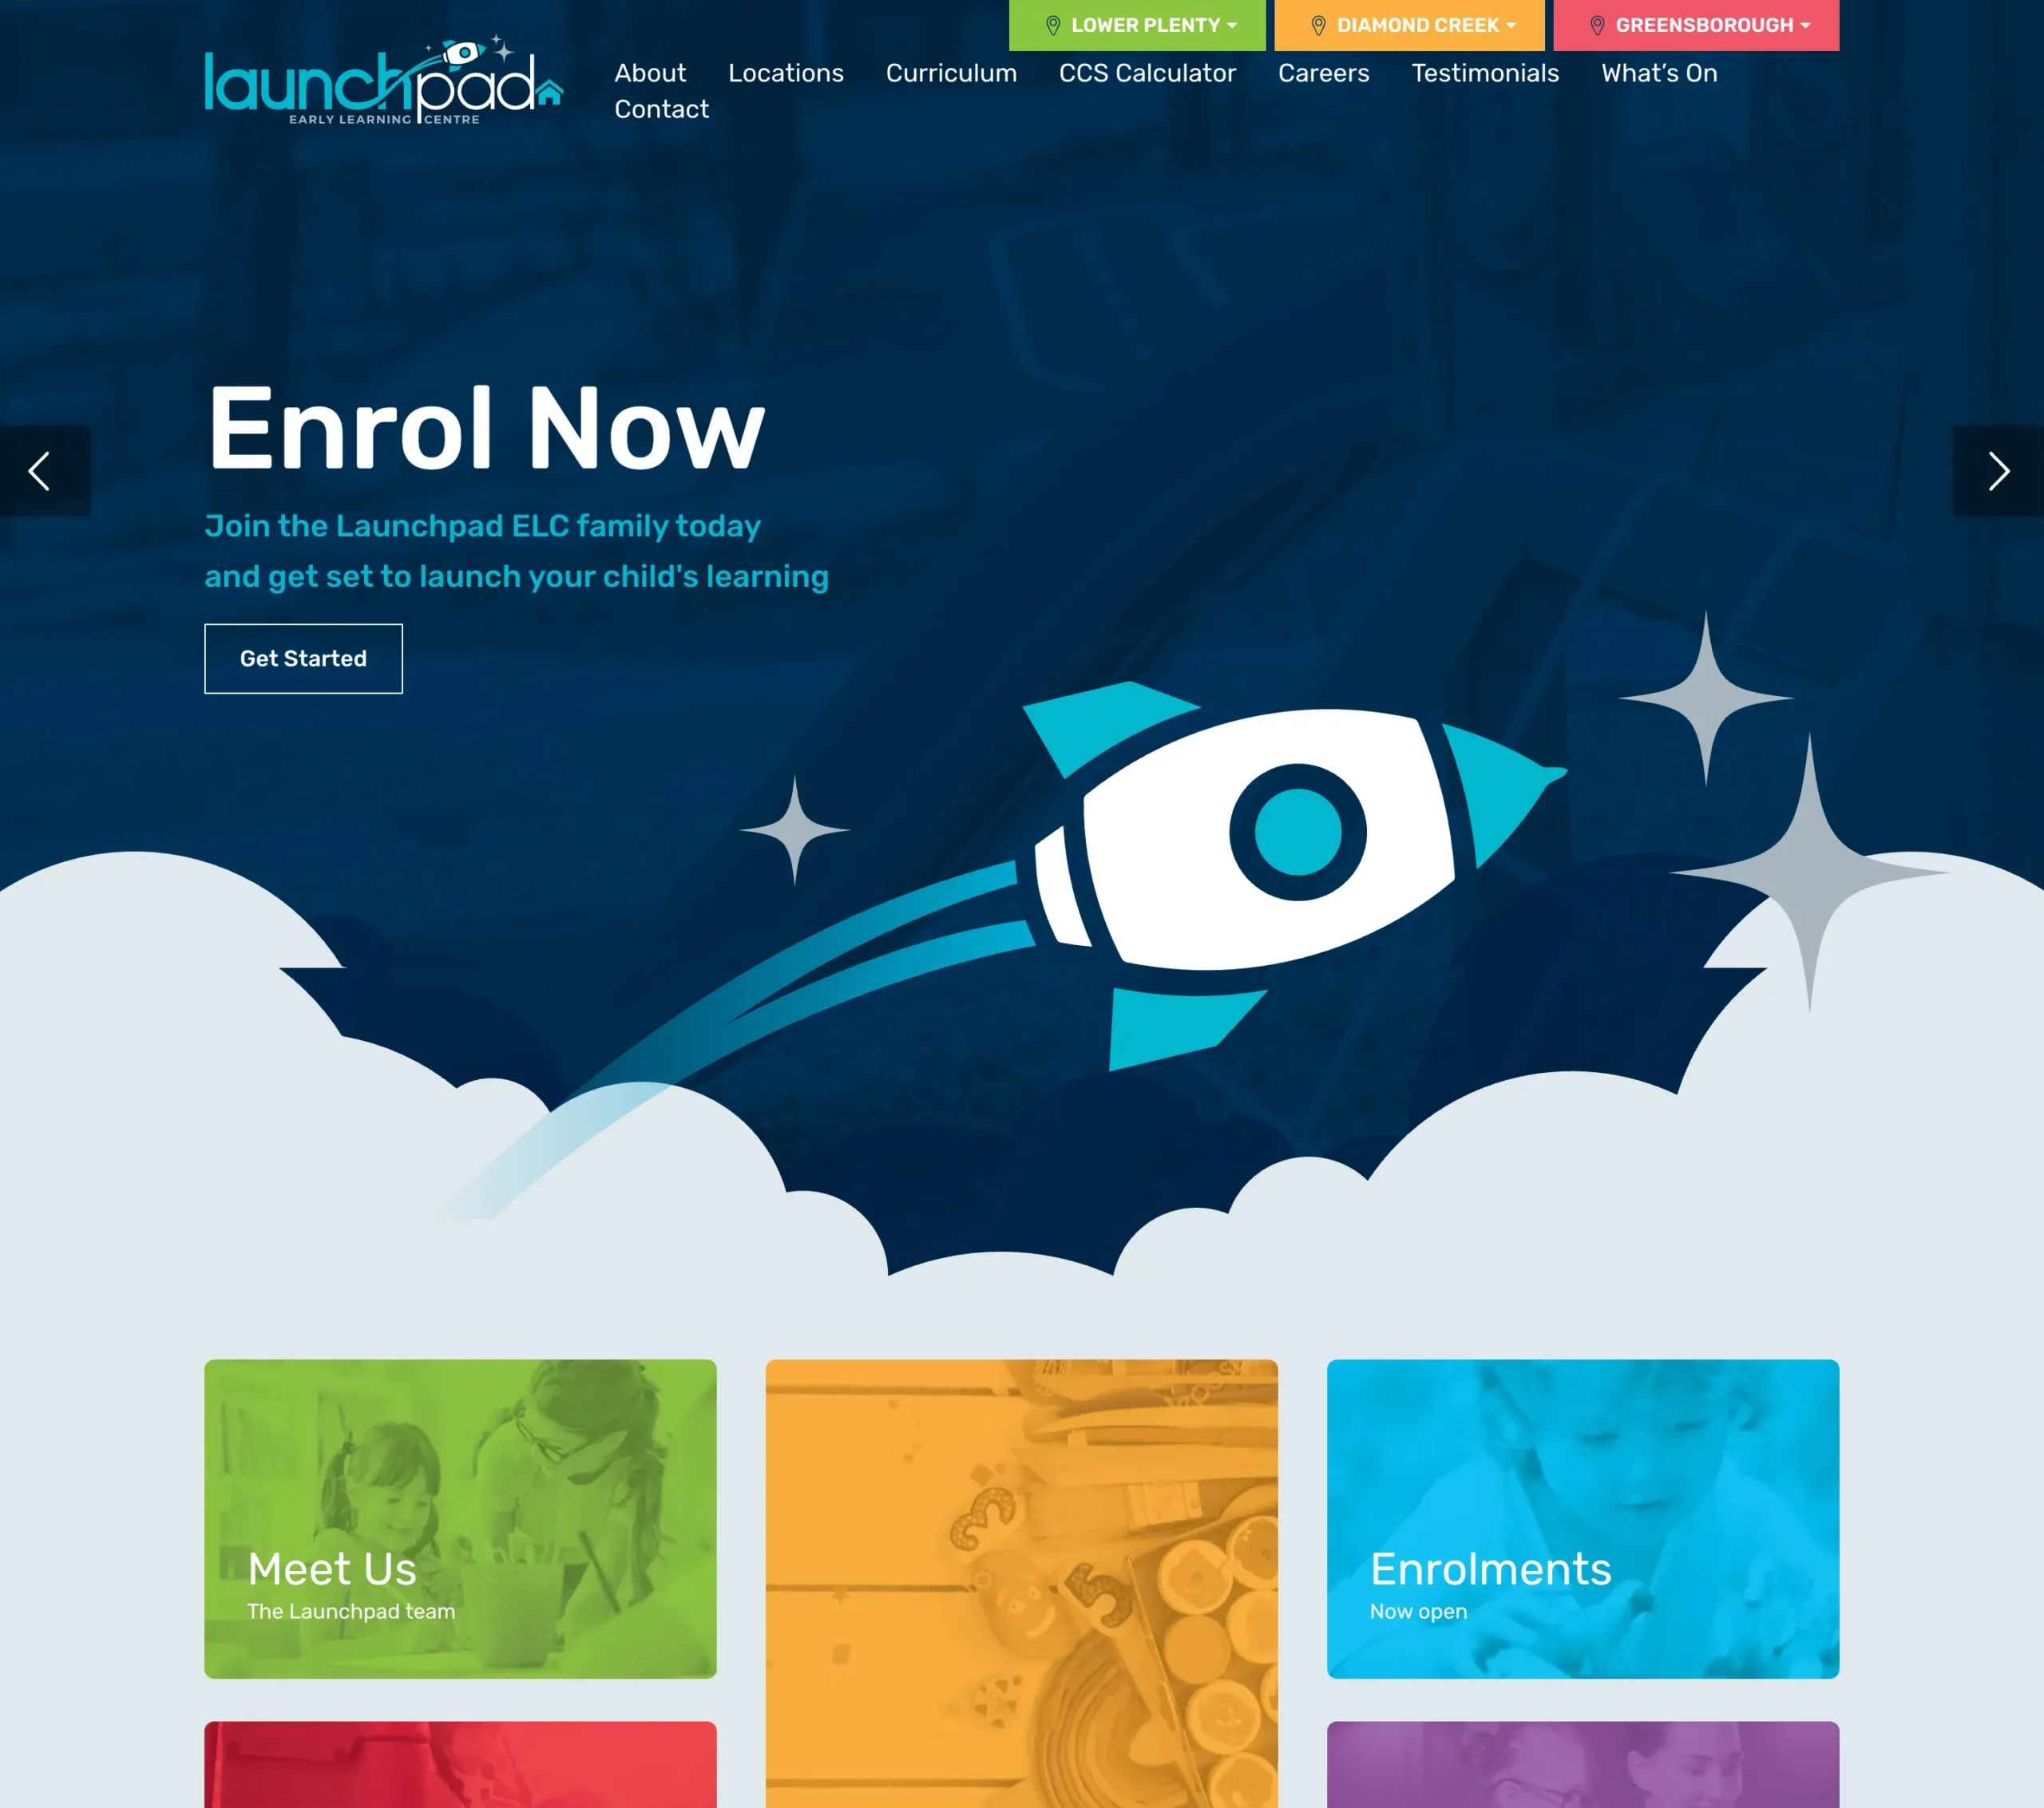 LOWER PLENTY
DIAMOND CREEK
GREENSBOROUGH
launchpad
EARLY LEARNING CENTRE
About Locations Curriculum CCS Calculator Careers Testimonials What’s On
Contact
Enrol Now
Join the Launchpad ELC family today
and get set to launch your child's learning
Get Started
Meet Us
The Launchpad team
Enrolments
Now open